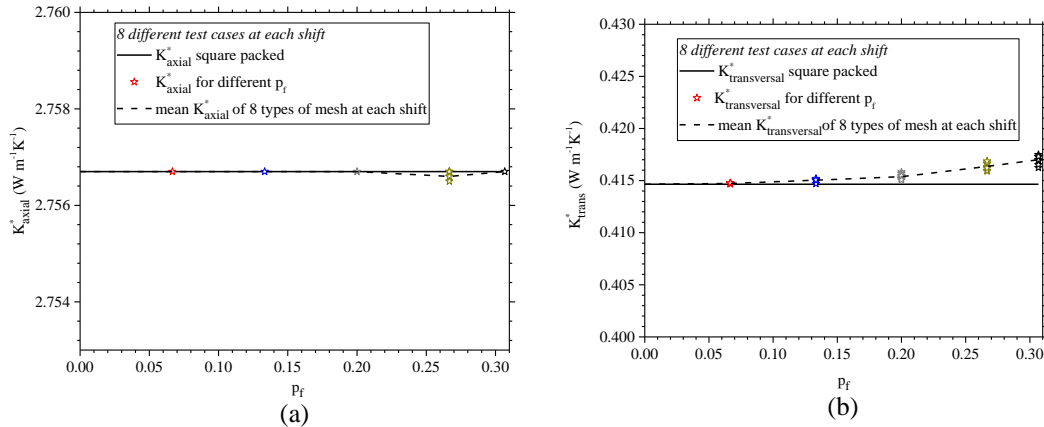 8 different test cases at each shift
K*axial square packed
K*axial for different pf
mean K*axial of 8 types of mesh at each shift
2.760
2.758
2.756
2.754
K*axial (W m-1K-1)
0.00 0.05 0.10 0.15 0.20 0.25 0.30
pf
(a)
8 different test cases at each shift
K*transversal square packed
K*transversal for different pf
mean K*transversal of 8 types of mesh at each shift
0.430
0.425
0.420
0.415
0.410
0.405
0.400
K*trans (W m-1K-1)
0.00 0.05 0.10 0.15 0.20 0.25 0.30
pf
(b)